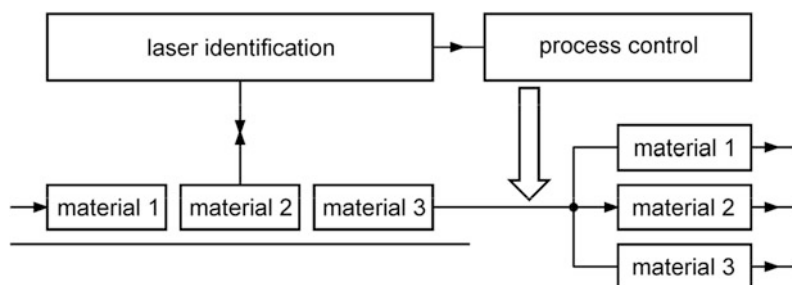 laser identification
process control
material 1
material 1
material 2
material 3
material 2
material 3